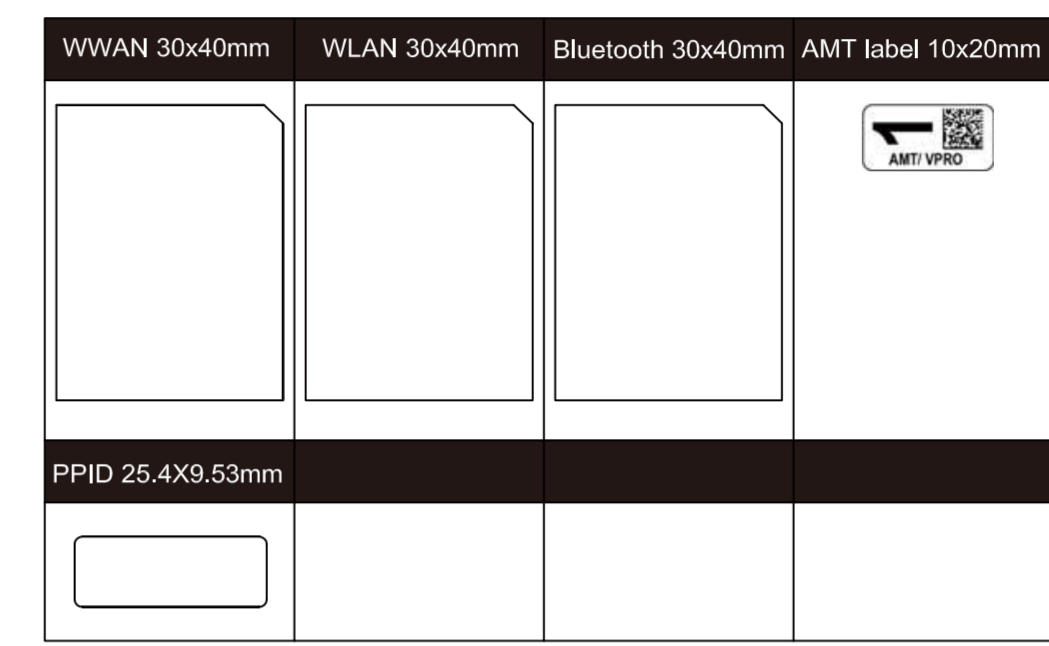 WWAN 30x40mm
WLAN 30x40mm
Bluetooth 30x40mm
AMT label 10x20mm
AMT/ VPRO
PPID 25.4X9.53mm